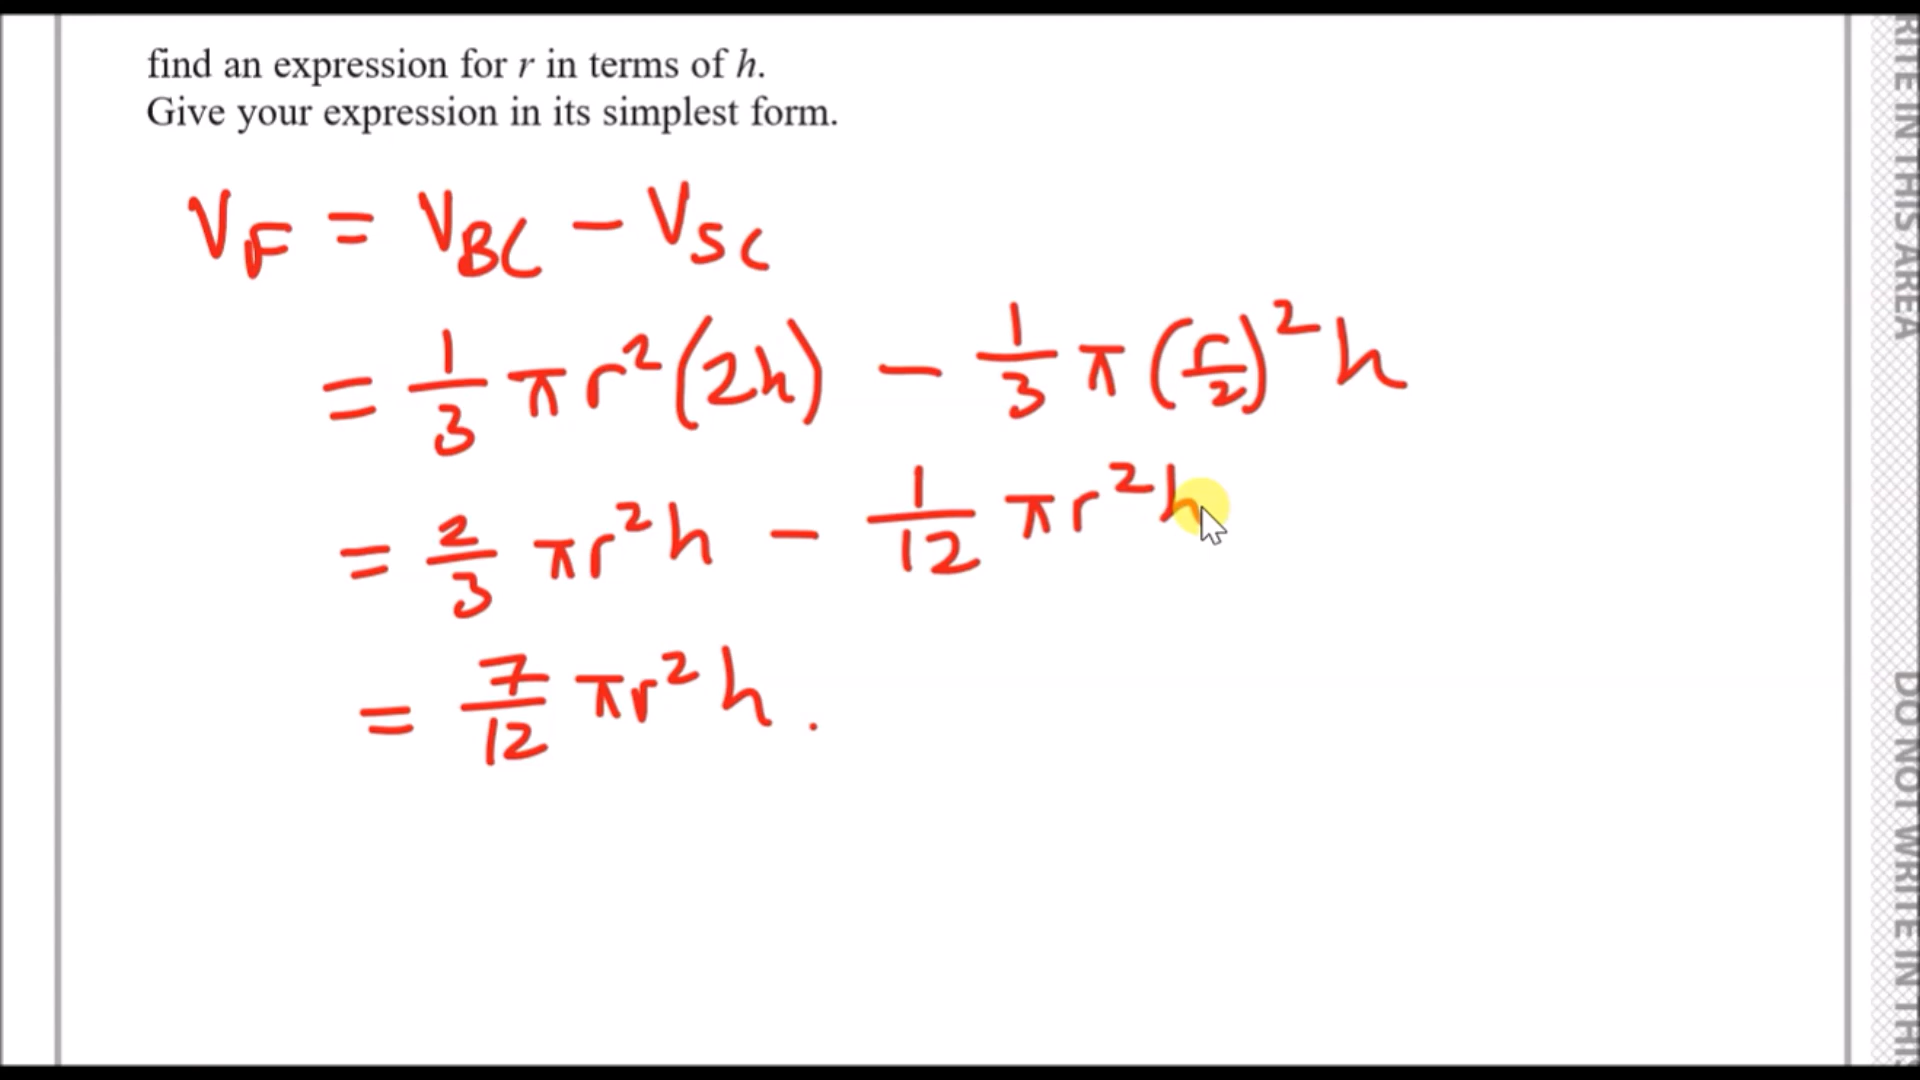 find an expression for r in terms of h.
Give your expression in its simplest form.
V_F = V_BC - V_SC
= 1/3 πr²(2h) - 1/3 π(r/2)²h
= 2/3 πr²h - 1/12 πr²h
= 7/12 πr²h.
RITE IN THIS AREA
DO NOT WRITE IN THIS